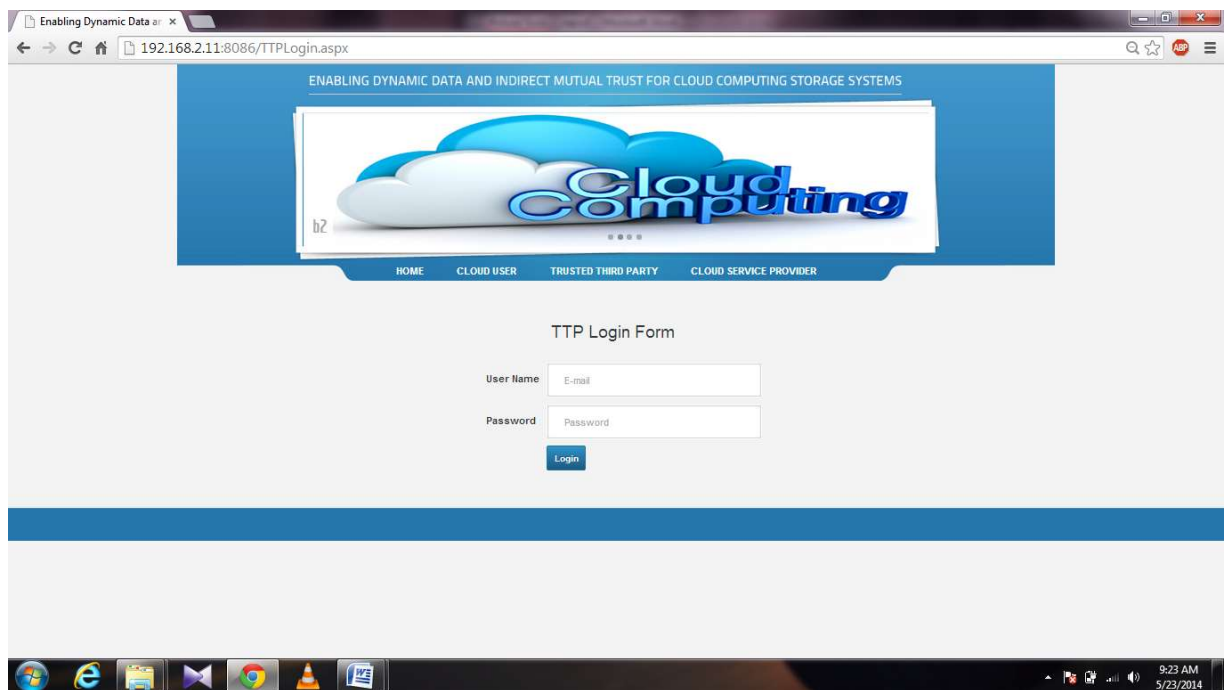 Enabling Dynamic Data ar
192.168.2.11:8086/TTPLogin.aspx
ABP
ENABLING DYNAMIC DATA AND INDIRECT MUTUAL TRUST FOR CLOUD COMPUTING STORAGE SYSTEMS
Cloud
Computing
b2
HOME CLOUD USER TRUSTED THIRD PARTY CLOUD SERVICE PROVIDER
TTP Login Form
User Name E-mail
Password Password
Login
9:23 AM
5/23/2014